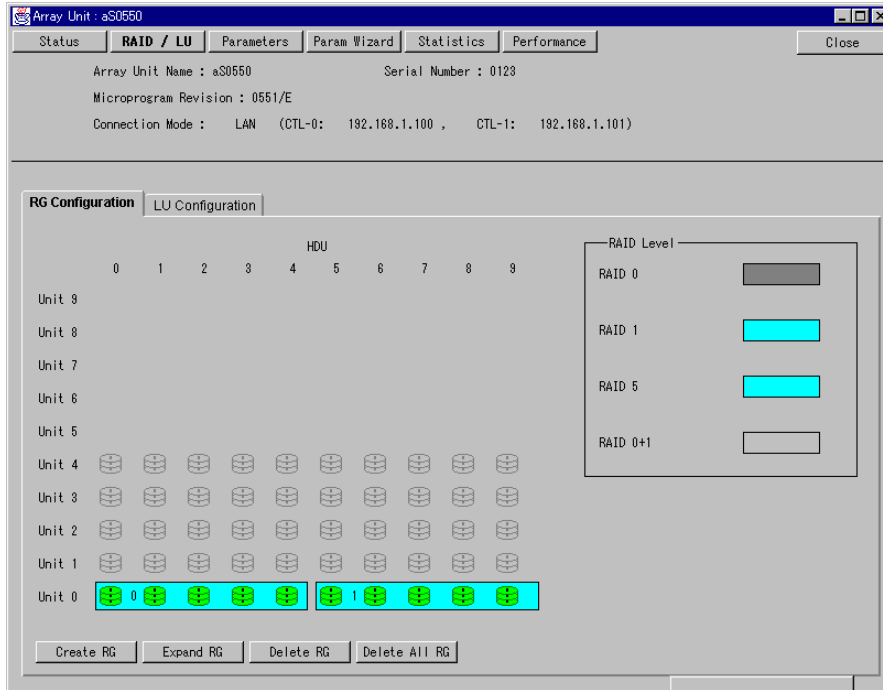 Array Unit : aS0550
Status RAID / LU Parameters Param Wizard Statistics Performance Close
Array Unit Name : aS0550 Serial Number : 0123
Microprogram Revision : 0551/E
Connection Mode : LAN (CTL-0: 192.168.1.100 , CTL-1: 192.168.1.101)
RG Configuration LU Configuration
HDU
0 1 2 3 4 5 6 7 8 9
Unit 9
Unit 8
Unit 7
Unit 6
Unit 5
Unit 4
Unit 3
Unit 2
Unit 1
Unit 0 0 1
RAID Level
RAID 0
RAID 1
RAID 5
RAID 0+1
Create RG Expand RG Delete RG Delete All RG